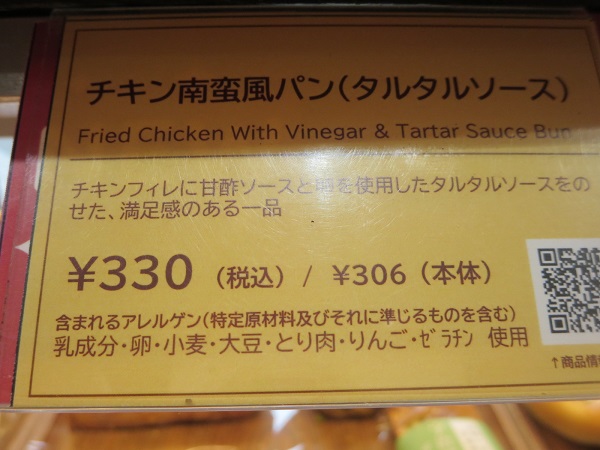 チキン南蛮風パン(タルタルソース)
Fried Chicken With Vinegar & Tartar Sauce Bun
チキンフィレに甘酢ソースと卵を使用したタルタルソースをの
せた、満足感のある一品
¥330 (税込) / ¥306 (本体)
含まれるアレルゲン(特定原材料及びそれに準じるものを含む)
乳成分・卵・小麦・大豆・とり肉・りんご・ゼラチン 使用
↑商品情